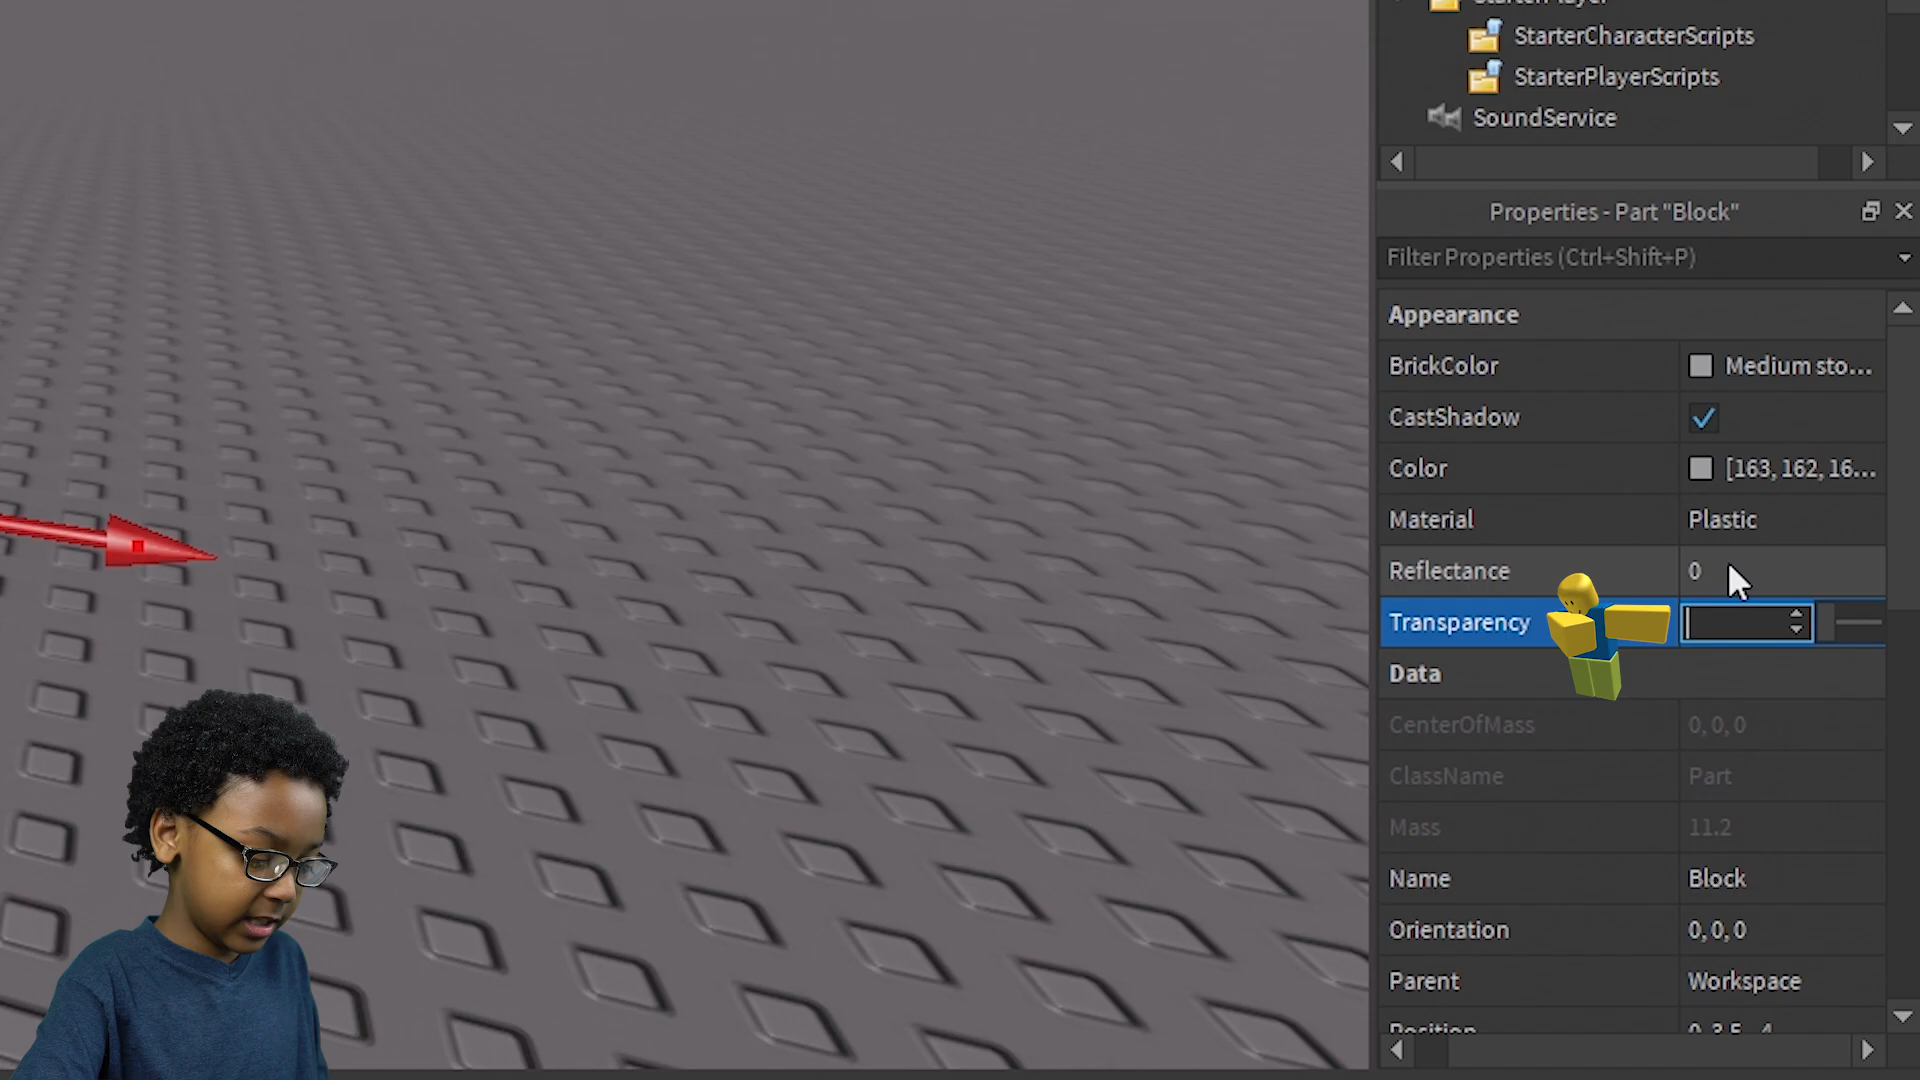 StarterPlayer
StarterCharacterScripts
StarterPlayerScripts
SoundService
Properties - Part "Block"
Filter Properties (Ctrl+Shift+P)
Appearance
BrickColor Medium sto...
CastShadow
Color [163, 162, 16...
Material Plastic
Reflectance 0
Transparency
Data
CenterOfMass 0, 0, 0
ClassName Part
Mass 11.2
Name Block
Orientation 0, 0, 0
Parent Workspace
Position